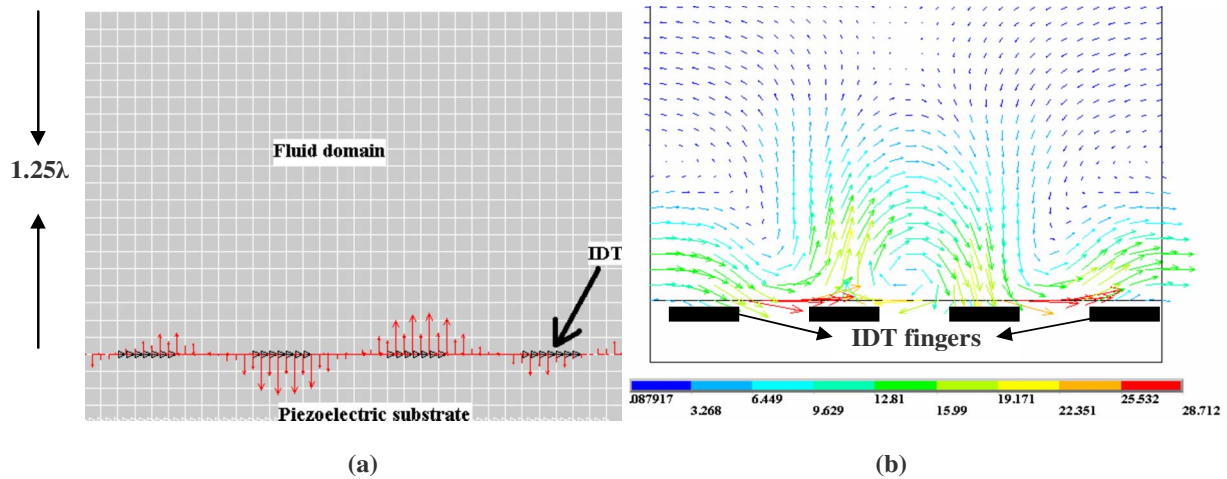 1.25λ
Fluid domain
IDT
Piezoelectric substrate
(a)
IDT fingers
.087917 6.449 12.81 19.171 25.532
3.268 9.629 15.99 22.351 28.712
(b)